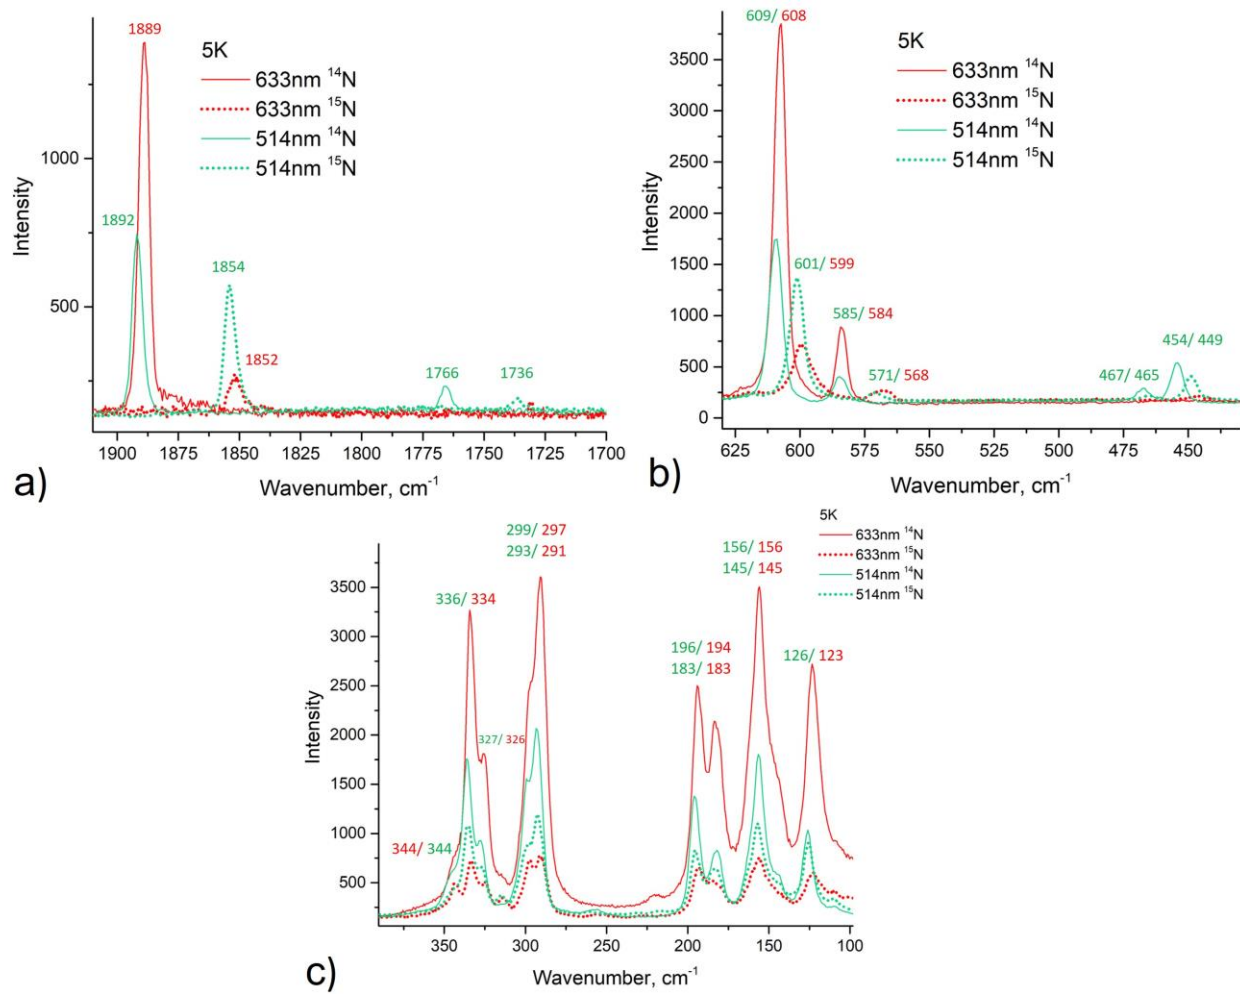 1889
5K
633nm ¹⁴N
633nm ¹⁵N
514nm ¹⁴N
514nm ¹⁵N
1000
500
Intensity
1892
1854
1852
1766
1736
1900 1875 1850 1825 1800 1775 1750 1725 1700
Wavenumber, cm⁻¹
a)
609/ 608
5K
633nm ¹⁴N
633nm ¹⁵N
514nm ¹⁴N
514nm ¹⁵N
3500
3000
2500
2000
1500
1000
500
0
Intensity
601/ 599
585/ 584
571/ 568
467/ 465
454/ 449
625 600 575 550 525 500 475 450
Wavenumber, cm⁻¹
b)
299/ 297
293/ 291
5K
633nm ¹⁴N
633nm ¹⁵N
514nm ¹⁴N
514nm ¹⁵N
156/ 156
145/ 145
336/ 334
196/ 194
183/ 183
126/ 123
327/ 326
344/ 344
3500
3000
2500
2000
1500
1000
500
Intensity
350 300 250 200 150 100
Wavenumber, cm⁻¹
c)